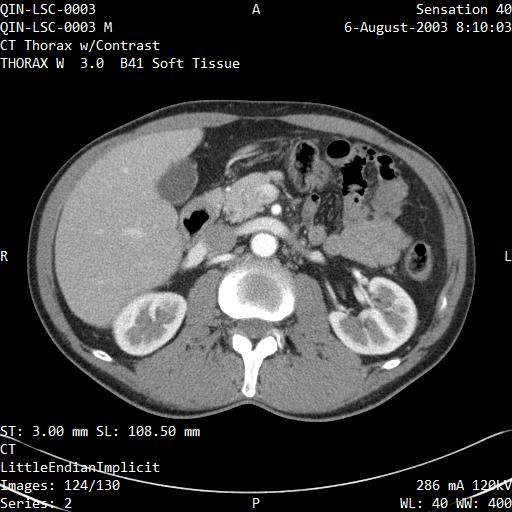 QIN-LSC-0003 A Sensation 40
QIN-LSC-0003 M 6-August-2003 8:10:03
CT Thorax w/Contrast
THORAX W 3.0 B41 Soft Tissue
R L
ST: 3.00 mm SL: 108.50 mm
CT
LittleEndianImplicit
Images: 124/130 286 mA 120kV
Series: 2 P WL: 40 WW: 400